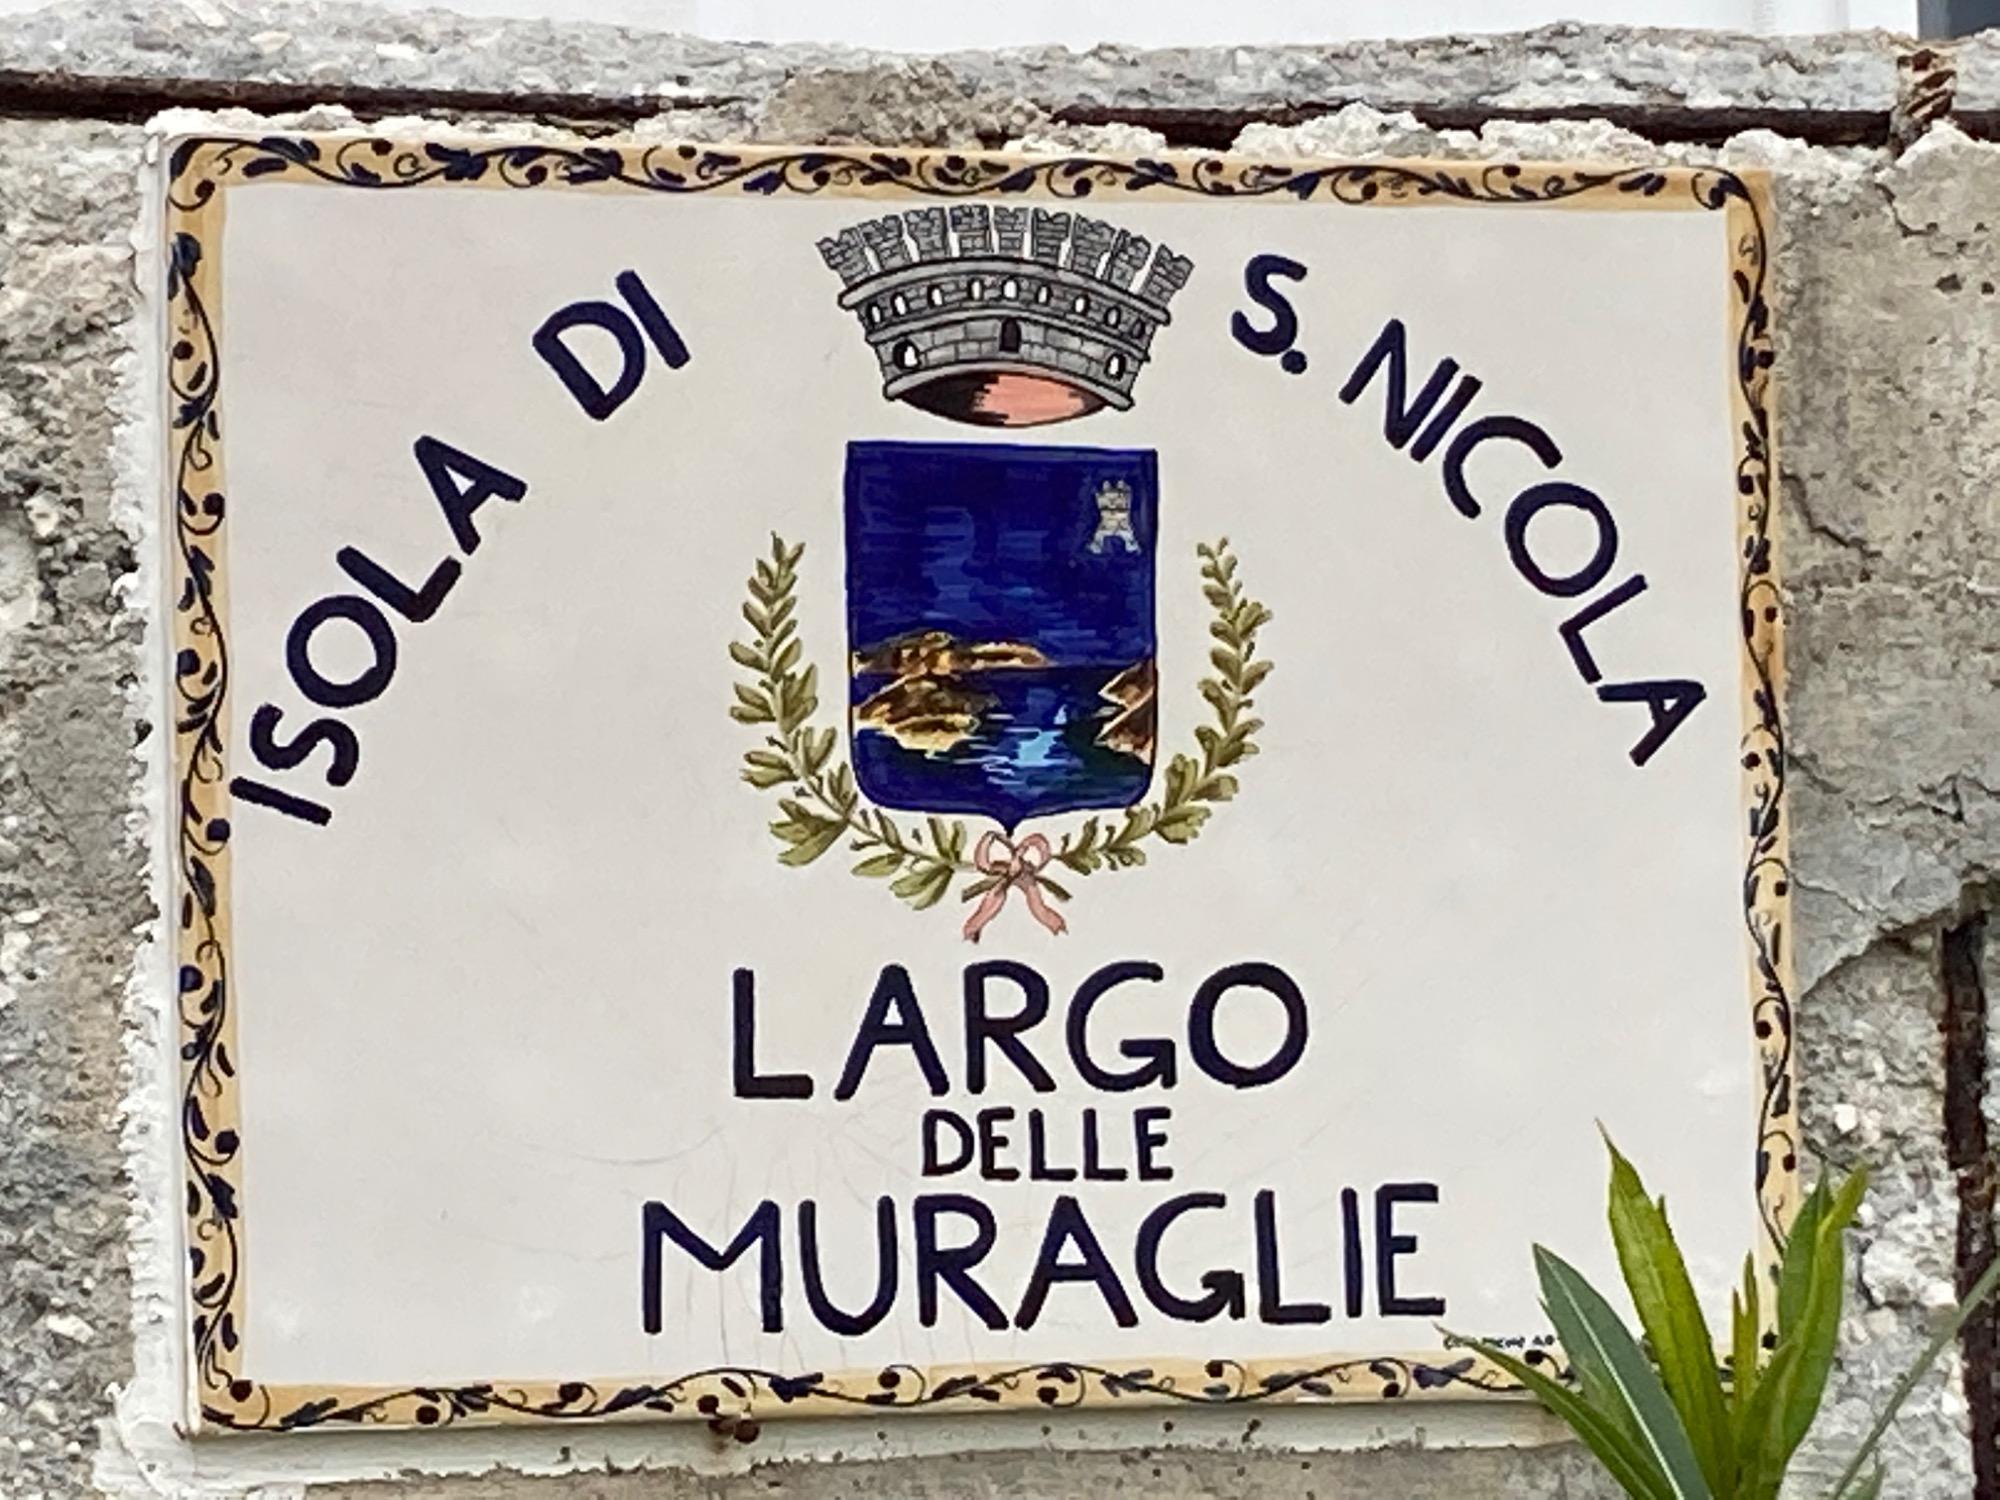 ISOLA DI S. NICOLA
LARGO
DELLE
MURAGLIE